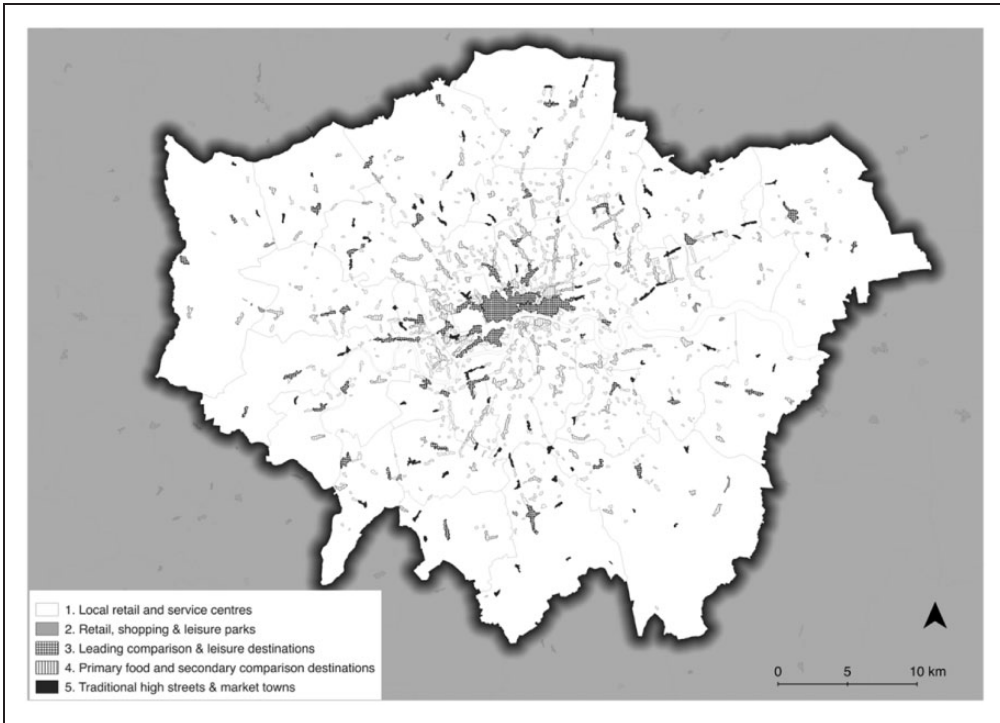 1. Local retail and service centres
2. Retail, shopping & leisure parks
3. Leading comparison & leisure destinations
4. Primary food and secondary comparison destinations
5. Traditional high streets & market towns
0 5 10 km